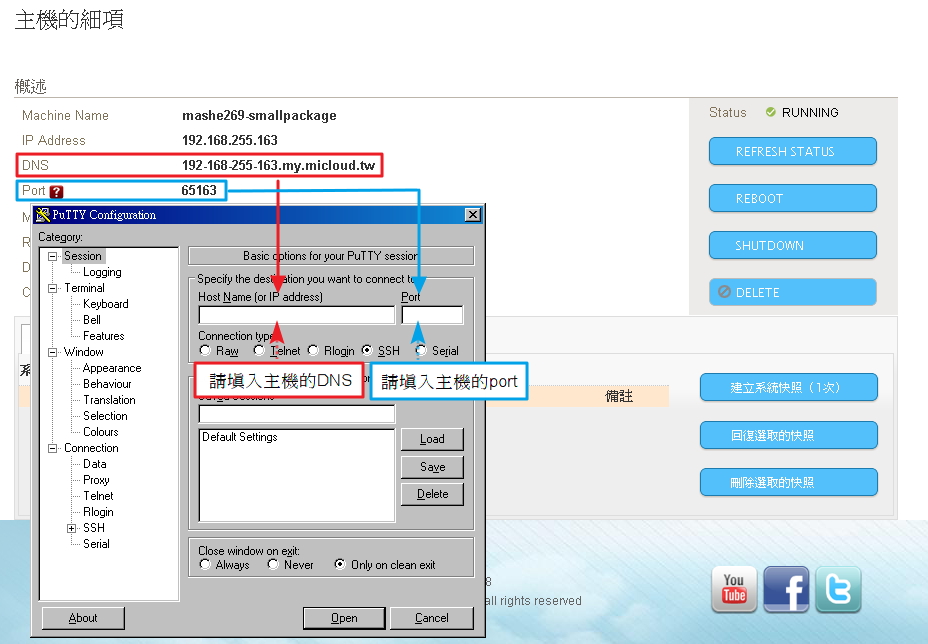 主機的細項
概述
Machine Name mashe269-smallpackage
IP Address 192.168.255.163
DNS 192-168-255-163.my.micloud.tw
Port ? 65163
Status RUNNING
REFRESH STATUS
REBOOT
SHUTDOWN
DELETE
PuTTY Configuration
Category:
Session
Logging
Terminal
Keyboard
Bell
Features
Window
Appearance
Behaviour
Translation
Selection
Colours
Connection
Data
Proxy
Telnet
Rlogin
SSH
Serial
Basic options for your PuTTY session
Specify the destination you want to connect to
Host Name (or IP address) Port
Connection type
Raw Telnet Rlogin SSH Serial
請填入主機的DNS
請填入主機的port
Default Settings
Load
Save
Delete
Close window on exit:
Always Never Only on clean exit
About
Open
Cancel
備註
建立系統快照（1次）
回復選取的快照
刪除選取的快照
8
all rights reserved
You Tube
f
t